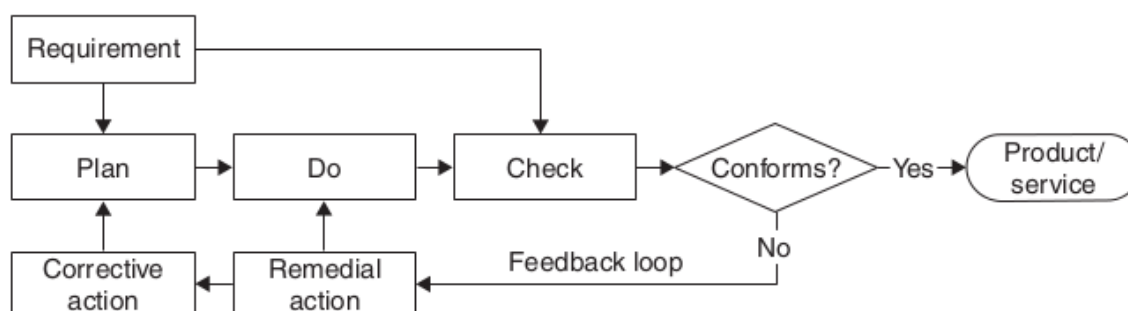 Requirement
Plan
Do
Check
Conforms?
Yes
Product/
service
No
Feedback loop
Corrective
action
Remedial
action